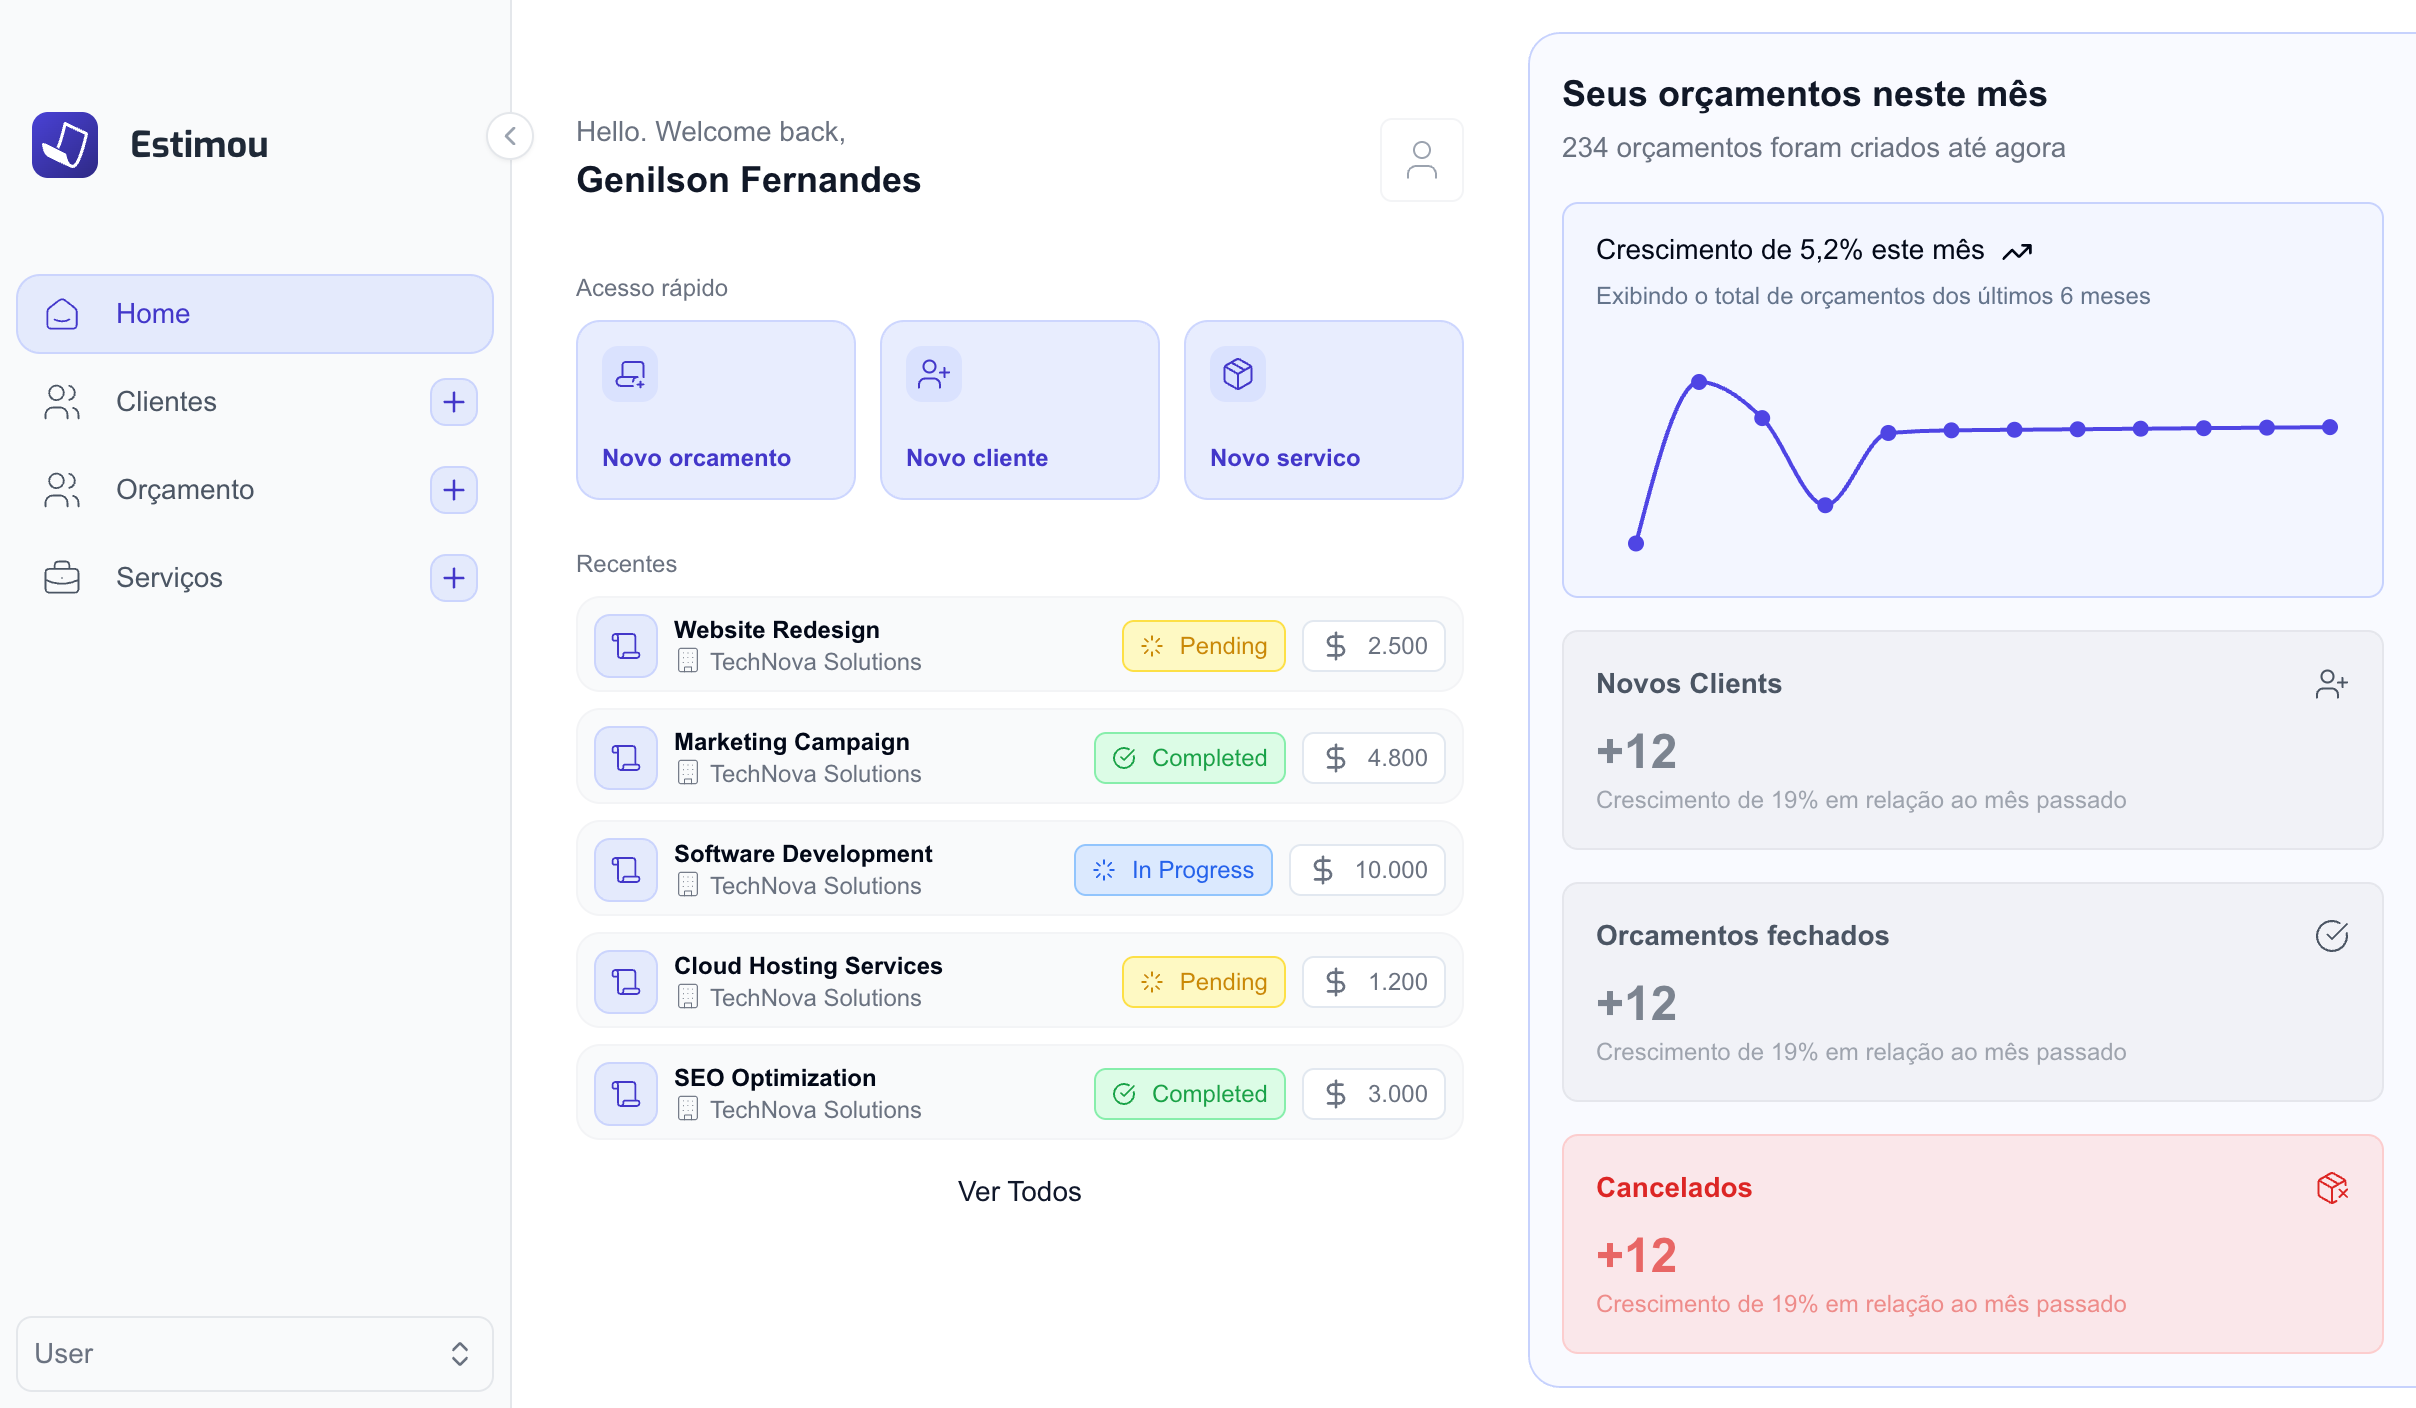 Estimou
Home
Clientes
Orçamento
Serviços
User
Hello. Welcome back,
Genilson Fernandes
Acesso rápido
Novo orcamento
Novo cliente
Novo servico
Recentes
Website Redesign
TechNova Solutions
Pending
$ 2.500
Marketing Campaign
TechNova Solutions
Completed
$ 4.800
Software Development
TechNova Solutions
In Progress
$ 10.000
Cloud Hosting Services
TechNova Solutions
Pending
$ 1.200
SEO Optimization
TechNova Solutions
Completed
$ 3.000
Ver Todos
Seus orçamentos neste mês
234 orçamentos foram criados até agora
Crescimento de 5,2% este mês
Exibindo o total de orçamentos dos últimos 6 meses
Novos Clients
+12
Crescimento de 19% em relação ao mês passado
Orcamentos fechados
+12
Crescimento de 19% em relação ao mês passado
Cancelados
+12
Crescimento de 19% em relação ao mês passado